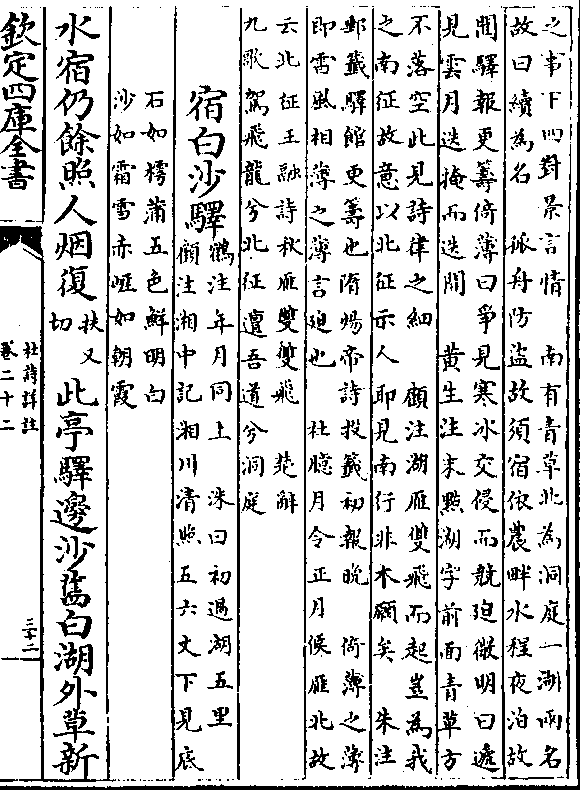 之事下四對景言情　南有青草北為洞庭一湖兩名
故曰續為名　孤舟防盗故須宿依農畔水程夜泊故
聞驛報更籌倚薄曰爭見寒冰交侵而競迫微明曰遞
見雲月迭掩而迭開　黄生注末㸃湖字前面青草方
不落空此見詩律之細　顧注湖雁雙飛而起豈為我
之南征故意以北征示人耶見南行非本願矣　朱注
郵籖驛館更籌也隋煬帝詩投籖初報晚　倚薄之薄
即雷風相薄之薄言迫也　杜臆月令正月候雁北故
云北征王融詩秋雁雙雙飛　楚辭
九歌駕飛龍兮北征邅吾道兮洞庭
宿白沙驛
鶴注年月同上　洙曰初過湖五里
顧注湘中記湘川清照五六丈下見底
石如樗蒲五色鮮明白
沙如霜雪赤崖如朝霞
水宿仍餘照人烟復扶又切此亭驛邊沙舊白湖外草新
欽定四庫全書
杜詩詳註
卷二十二
三十二